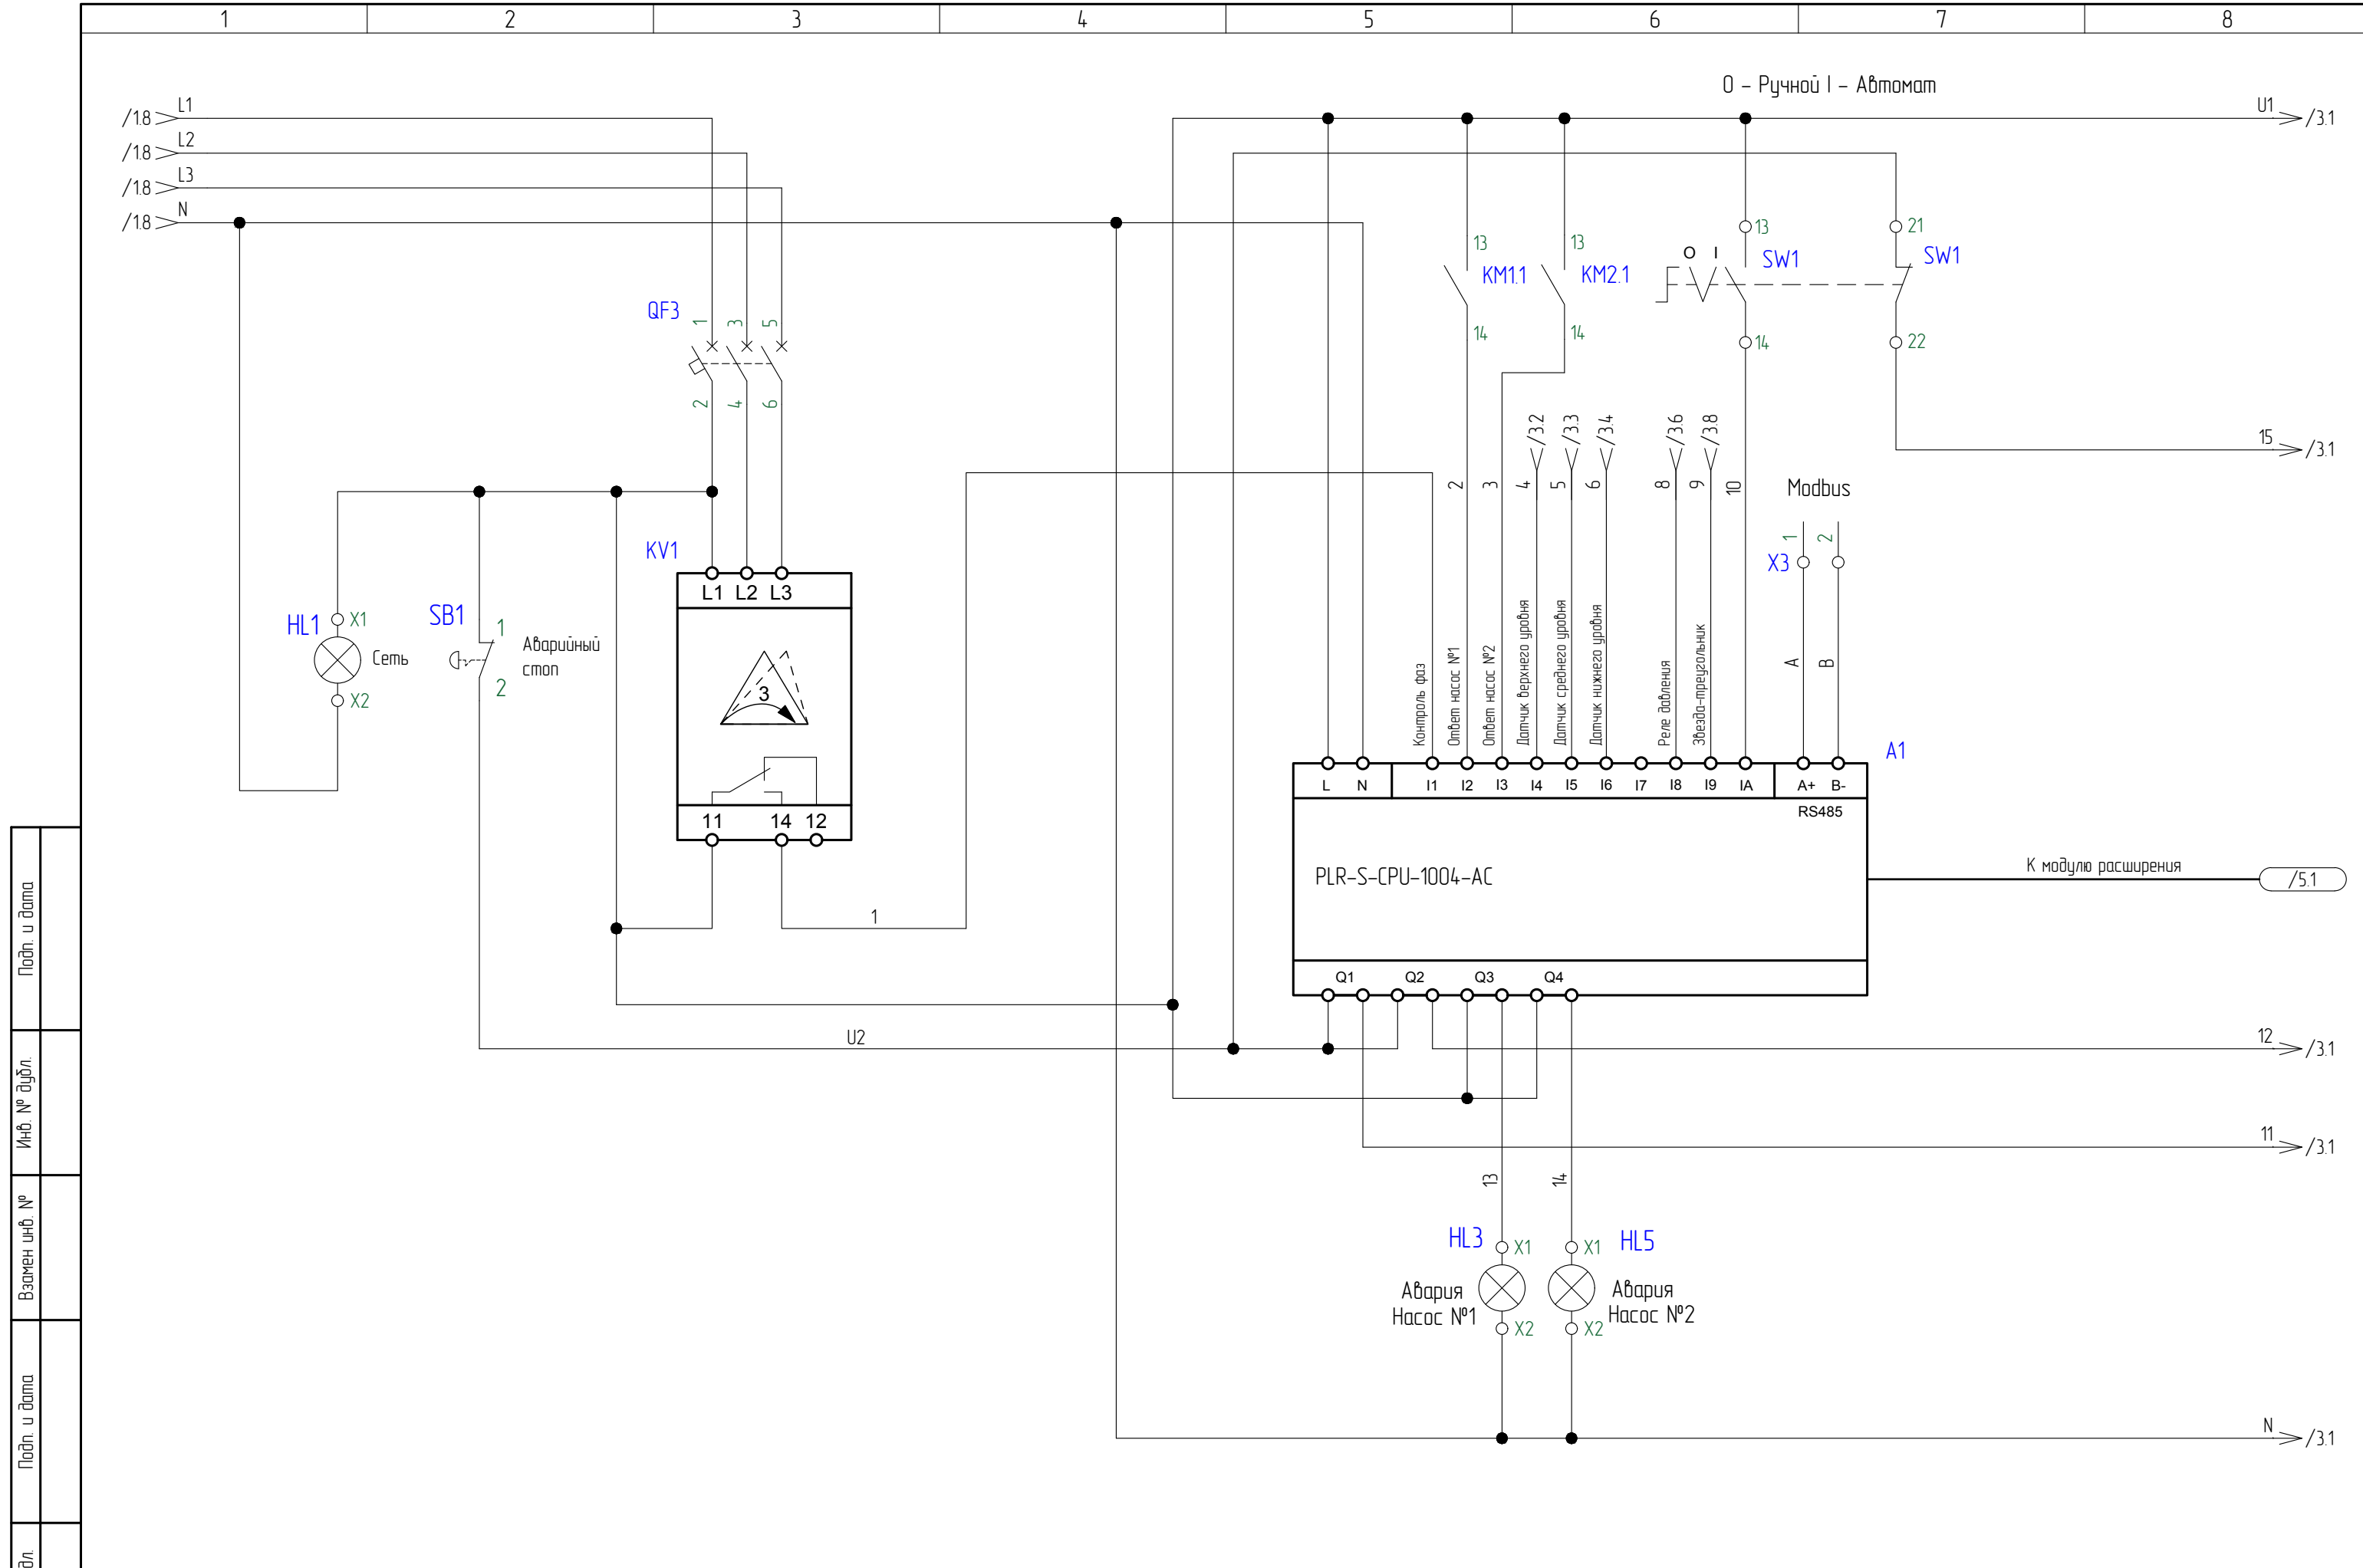 1 2 3 4 5 6 7 8
O - Ручной I - Автомат
/1.8 L1
U1 /3.1
/1.8 L2
/1.8 L3
/1.8 N
13 13 13 21
O I
KM1.1 KM2.1 SW1 SW1
QF3
1 3 5
14 14 14 22
2 4 6
/3.2 /3.3 /3.4 /3.6 /3.8
15 /3.1
2 3 4 5 6 8 9 10
Modbus
1 2
X3
KV1
L1 L2 L3
HL1 X1
Сеть
X2
SB1
1
2
Аварийный
стоп
3
11 14 12
1
Контроль фаз
Ответ насос №1
Ответ насос №2
Датчик верхнего уровня
Датчик среднего уровня
Датчик нижнего уровня
Реле давления
Звезда-треугольник
A B
A1
L N I1 I2 I3 I4 I5 I6 I7 I8 I9 IA A+ B-
RS485
PLR-S-CPU-1004-AC
К модулю расширения
/5.1
Q1 Q2 Q3 Q4
U2
12 /3.1
11 /3.1
13 14
HL3 X1 X1 HL5
Авария
Насос №1
Авария
Насос №2
X2 X2
N /3.1
Подп. и дата
Инв. № дубл.
Взамен инв. №
Подп. и дата